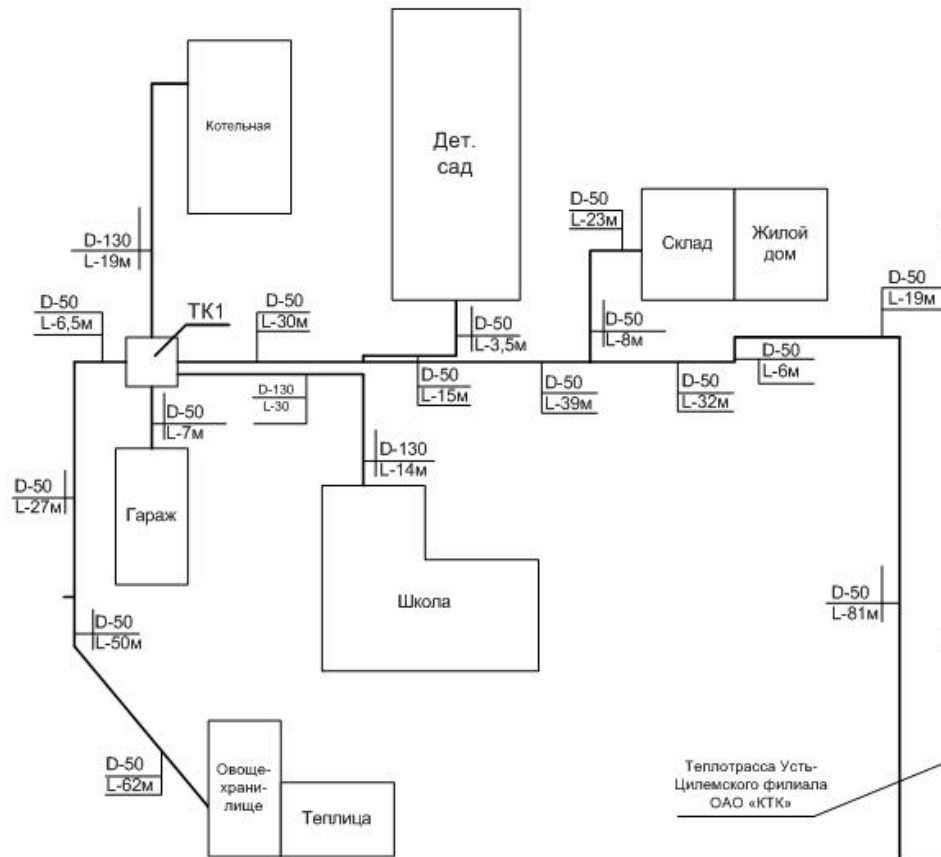 Котельная
Дет.
сад
D-50
L-23м
Склад
Жилой
дом
D-130
L-19м
D-50
L-19м
D-50
L-6,5м
ТК1
D-50
L-30м
D-50
L-3,5м
D-50
L-8м
D-50
L-6м
D-130
L-30
D-50
L-15м
D-50
L-39м
D-50
L-32м
D-50
L-7м
D-130
L-14м
D-50
L-27м
Гараж
Школа
D-50
L-81м
D-50
L-50м
D-50
L-62м
Овоще-
храни-
лище
Теплица
Теплотрасса Усть-
Цилемского филиала
ОАО «КТК»